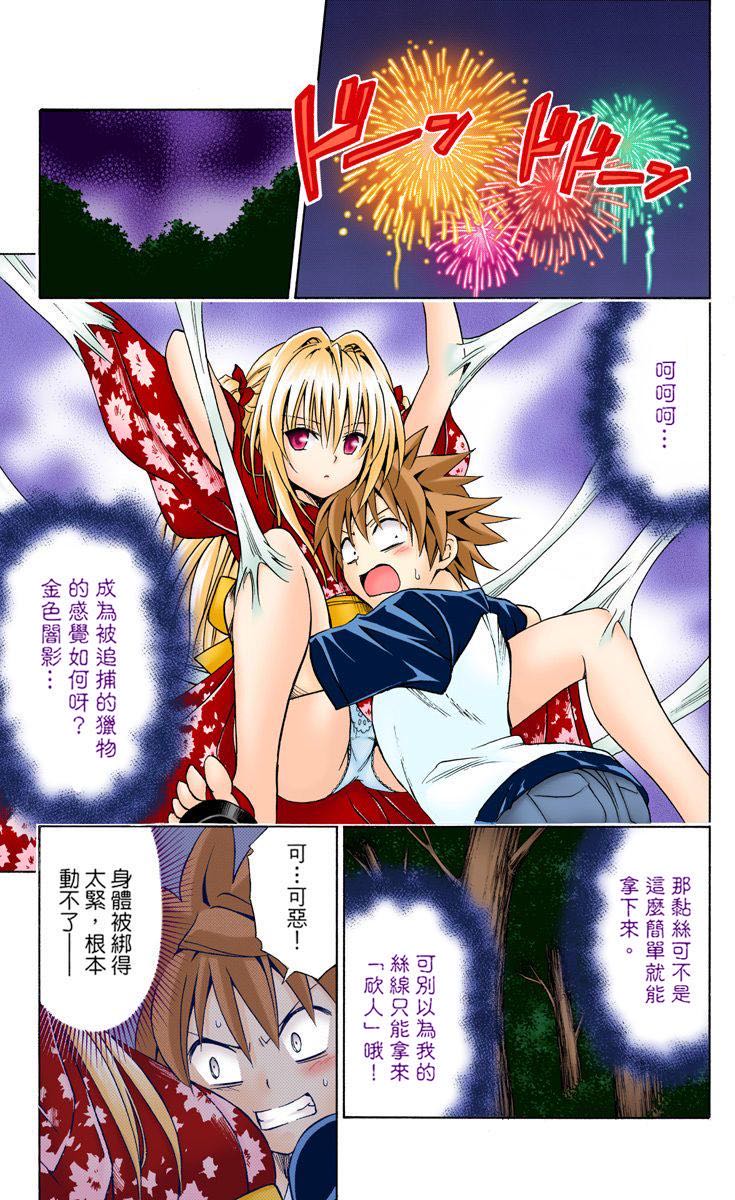 ドーン
ドドーン
呵呵呵…
成為被追捕的獵物
的感覺如何呀?
金色闇影…
那黏絲可不是
這麼簡單就能
拿下來。
可別以為我的
絲線只能拿來
「砍人」哦!
可…可惡!
身體被綁得
太緊,根本
動不了──